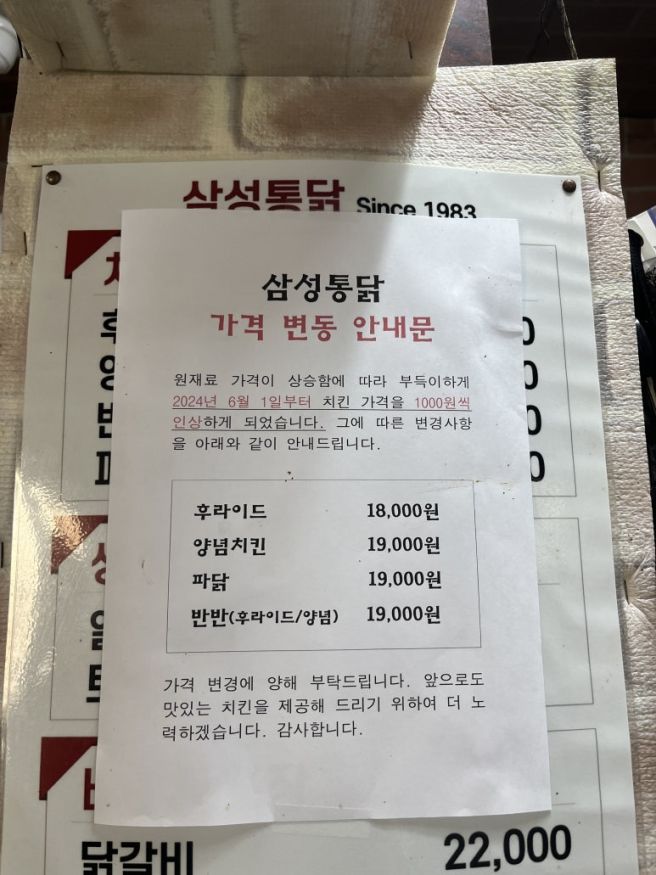 삼성통닭 Since 1983
삼성통닭
가격 변동 안내문
원재료 가격이 상승함에 따라 부득이하게
2024년 6월 1일부터 치킨 가격을 1000원씩
인상하게 되었습니다. 그에 따른 변경사항
을 아래와 같이 안내드립니다.
후라이드 18,000원
양념치킨 19,000원
파닭 19,000원
반반(후라이드/양념) 19,000원
가격 변경에 양해 부탁드립니다. 앞으로도
맛있는 치킨을 제공해 드리기 위하여 더 노
력하겠습니다. 감사합니다.
닭갈비 22,000